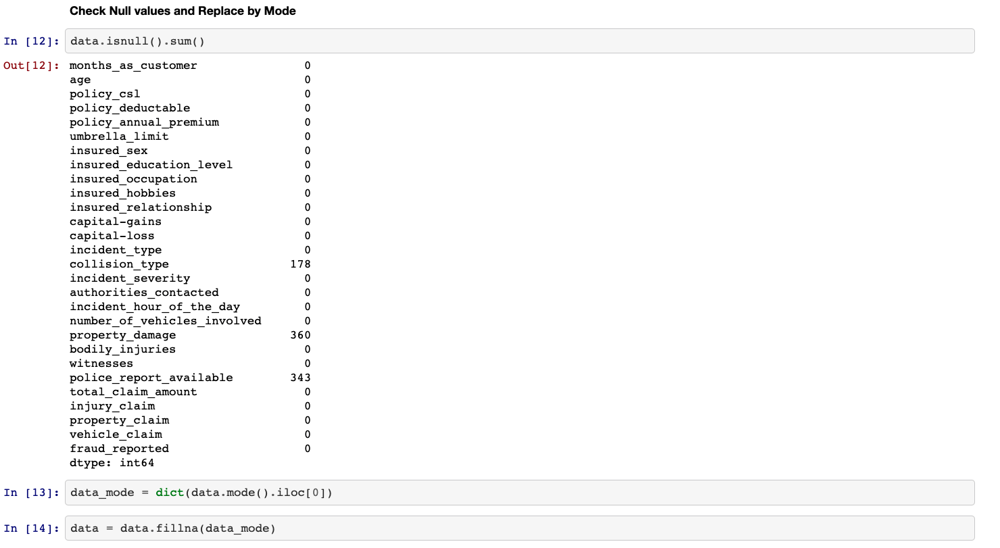 Check Null values and Replace by Mode
In [12]: data.isnull().sum()
Out[12]: months_as_customer 0
age 0
policy_csl 0
policy_deductable 0
policy_annual_premium 0
umbrella_limit 0
insured_sex 0
insured_education_level 0
insured_occupation 0
insured_hobbies 0
insured_relationship 0
capital-gains 0
capital-loss 0
incident_type 0
collision_type 178
incident_severity 0
authorities_contacted 0
incident_hour_of_the_day 0
number_of_vehicles_involved 0
property_damage 360
bodily_injuries 0
witnesses 0
police_report_available 343
total_claim_amount 0
injury_claim 0
property_claim 0
vehicle_claim 0
fraud_reported 0
dtype: int64
In [13]: data_mode = dict(data.mode().iloc[0])
In [14]: data = data.fillna(data_mode)